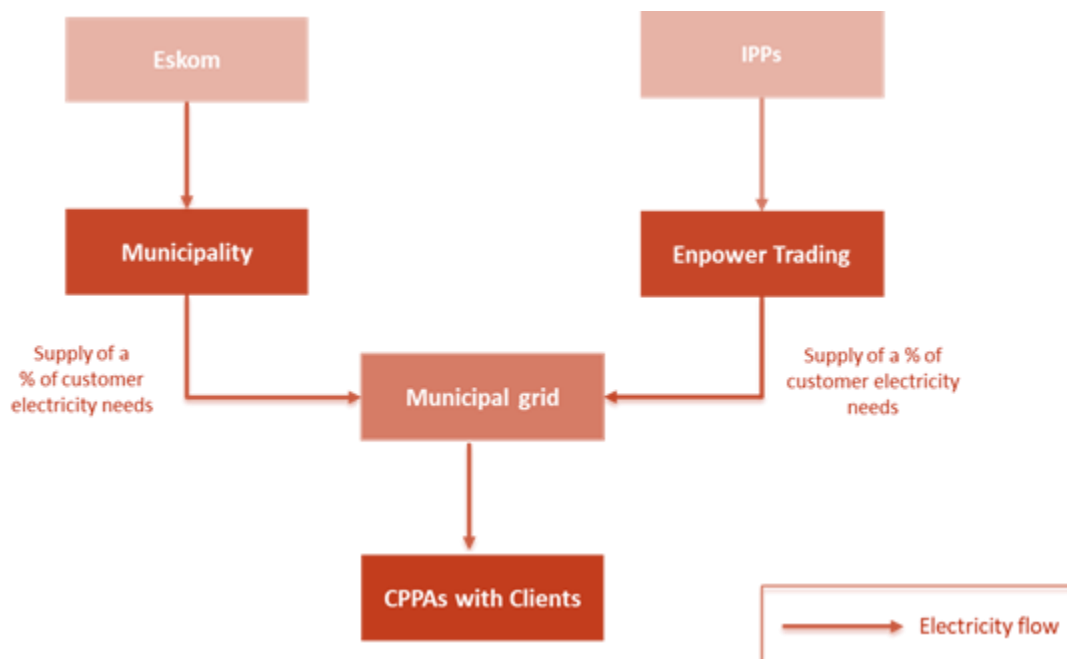 Eskom
IPPs
Municipality
Enpower Trading
Supply of a
% of customer
electricity needs
Supply of a % of
customer electricity
needs
Municipal grid
CPPAs with Clients
Electricity flow